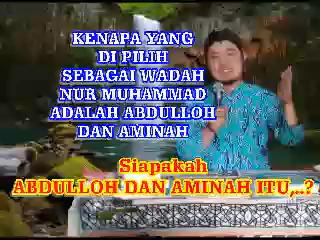 KENAPA YANG
DI PILIH
SEBAGAI WADAH
NUR MUHAMMAD
ADALAH ABDULLOH
DAN AMINAH
Siapakah
ABDULLOH DAN AMINAH ITU,..?